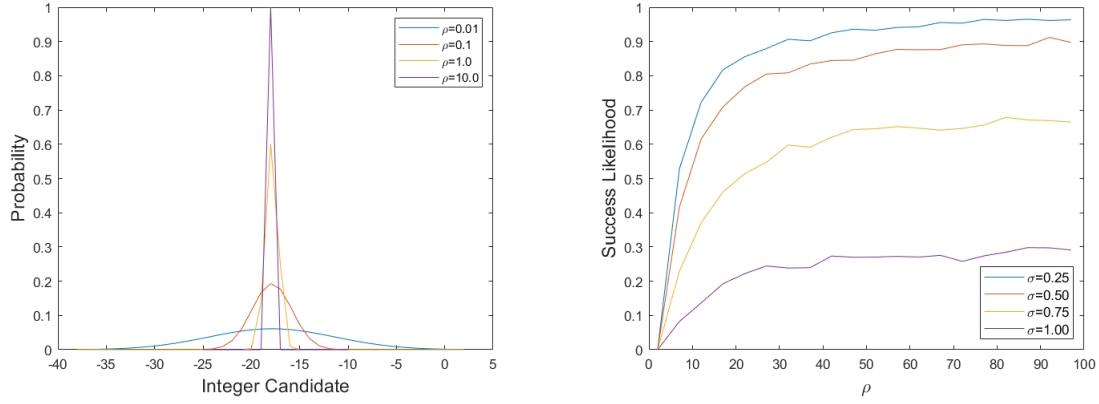 1
0.9
0.8
0.7
0.6
0.5
0.4
0.3
0.2
0.1
0
Probability
-40 -35 -30 -25 -20 -15 -10 -5 0 5
Integer Candidate
ρ=0.01
ρ=0.1
ρ=1.0
ρ=10.0
1
0.9
0.8
0.7
0.6
0.5
0.4
0.3
0.2
0.1
0
Success Likelihood
0 10 20 30 40 50 60 70 80 90 100
ρ
σ=0.25
σ=0.50
σ=0.75
σ=1.00